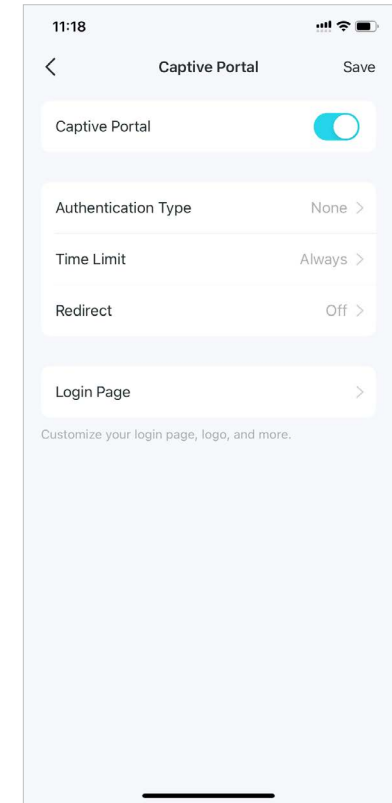 11:18
Captive Portal Save
Captive Portal
Authentication Type None
Time Limit Always
Redirect Off
Login Page
Customize your login page, logo, and more.